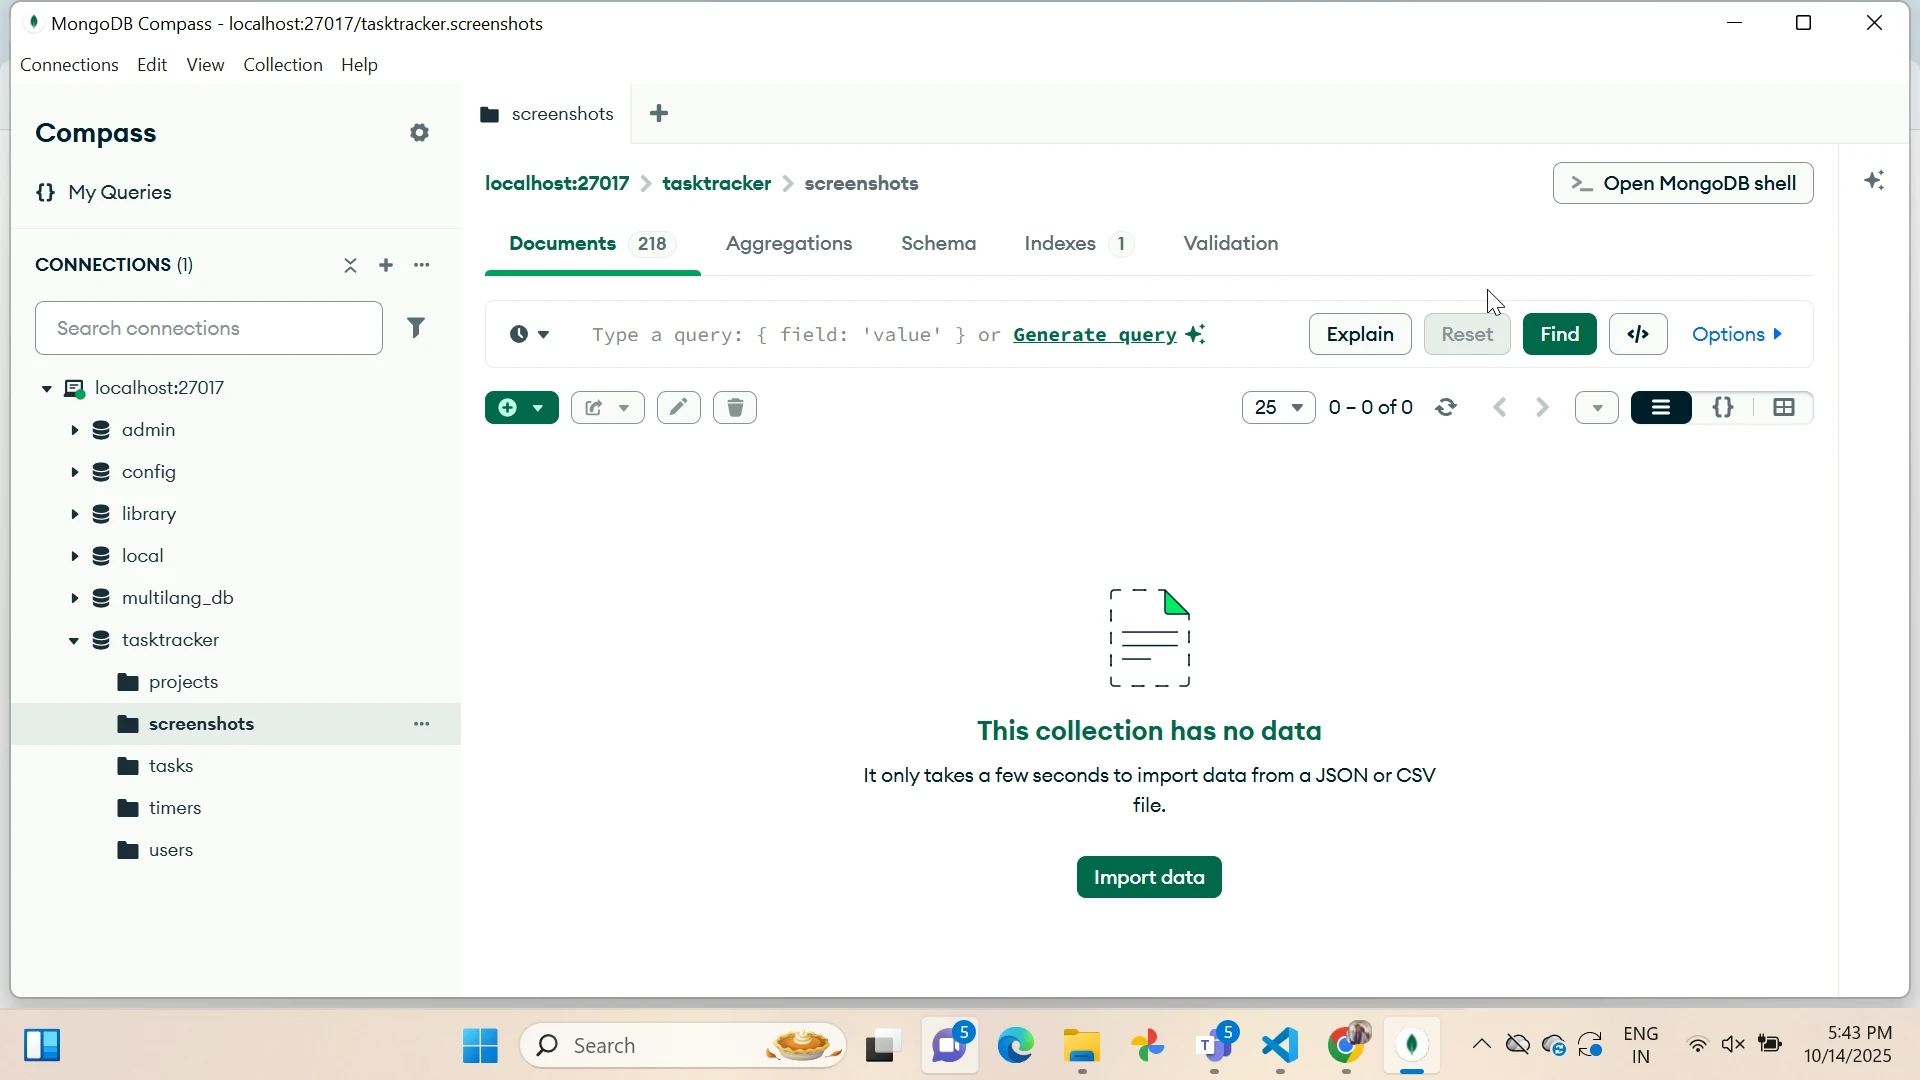 MongoDB Compass - localhost:27017/tasktracker.screenshots
Connections Edit View Collection Help
Compass
{} My Queries
CONNECTIONS (1)
Search connections
localhost:27017
admin
config
library
local
multilang_db
tasktracker
projects
screenshots
tasks
timers
users
screenshots
localhost:27017 > tasktracker > screenshots
>_ Open MongoDB shell
Documents 218 Aggregations Schema Indexes 1 Validation
Type a query: { field: 'value' } or Generate query
Explain Reset Find </> Options
25 0 – 0 of 0 {}
This collection has no data
It only takes a few seconds to import data from a JSON or CSV
file.
Import data
Search
5
T 5
ENG
IN
5:43 PM
10/14/2025